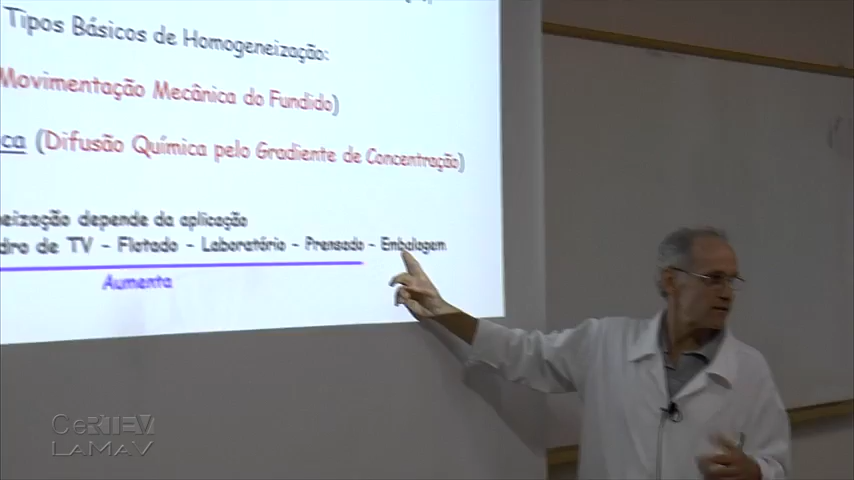 Tipos Básicos de Homogeneização:
Movimentação Mecânica do Fundido)
ca (Difusão Química pelo Gradiente de Concentração)
neização depende da aplicação
dro de TV - Flotado - Laboratório - Prensado - Embalagem
Aumenta
CeRTEV
LaMaV